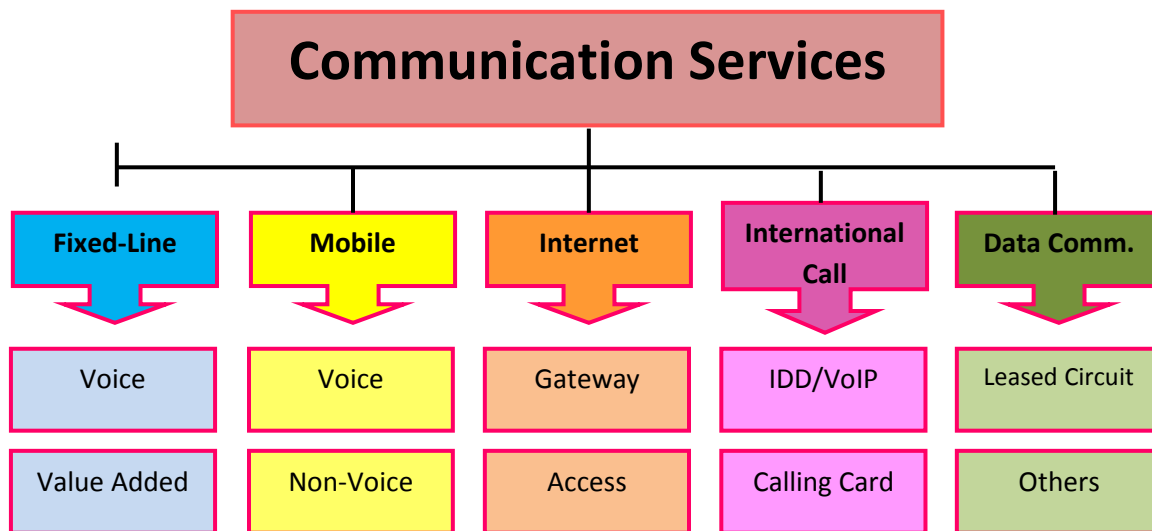 Communication Services
Fixed-Line
Mobile
Internet
International
Call
Data Comm.
Voice
Voice
Gateway
IDD/VoIP
Leased Circuit
Value Added
Non-Voice
Access
Calling Card
Others